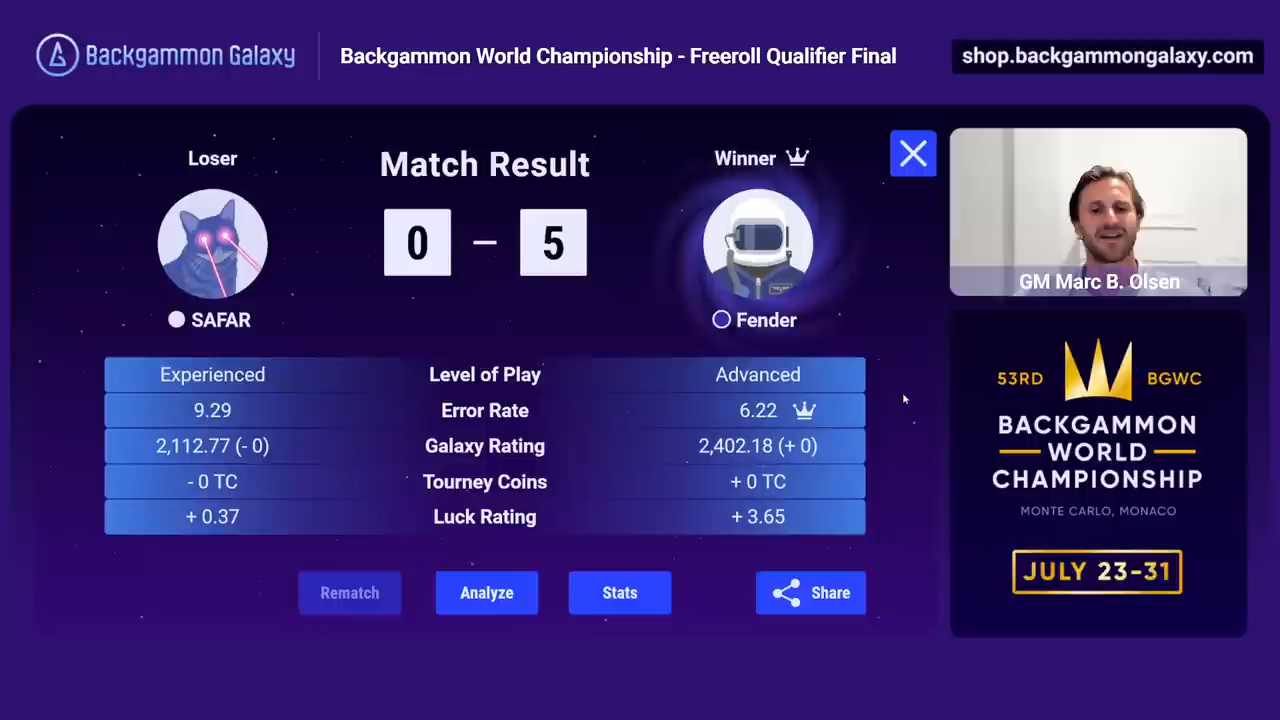 Backgammon Galaxy
Backgammon World Championship - Freeroll Qualifier Final
shop.backgammongalaxy.com
Loser
Match Result
Winner
0 – 5
SAFAR
Fender
Experienced Level of Play Advanced
9.29 Error Rate 6.22
2,112.77 (- 0) Galaxy Rating 2,402.18 (+ 0)
- 0 TC Tourney Coins + 0 TC
+ 0.37 Luck Rating + 3.65
Rematch
Analyze
Stats
Share
GM Marc B. Olsen
53RD BGWC
BACKGAMMON
WORLD
CHAMPIONSHIP
MONTE CARLO, MONACO
JULY 23-31